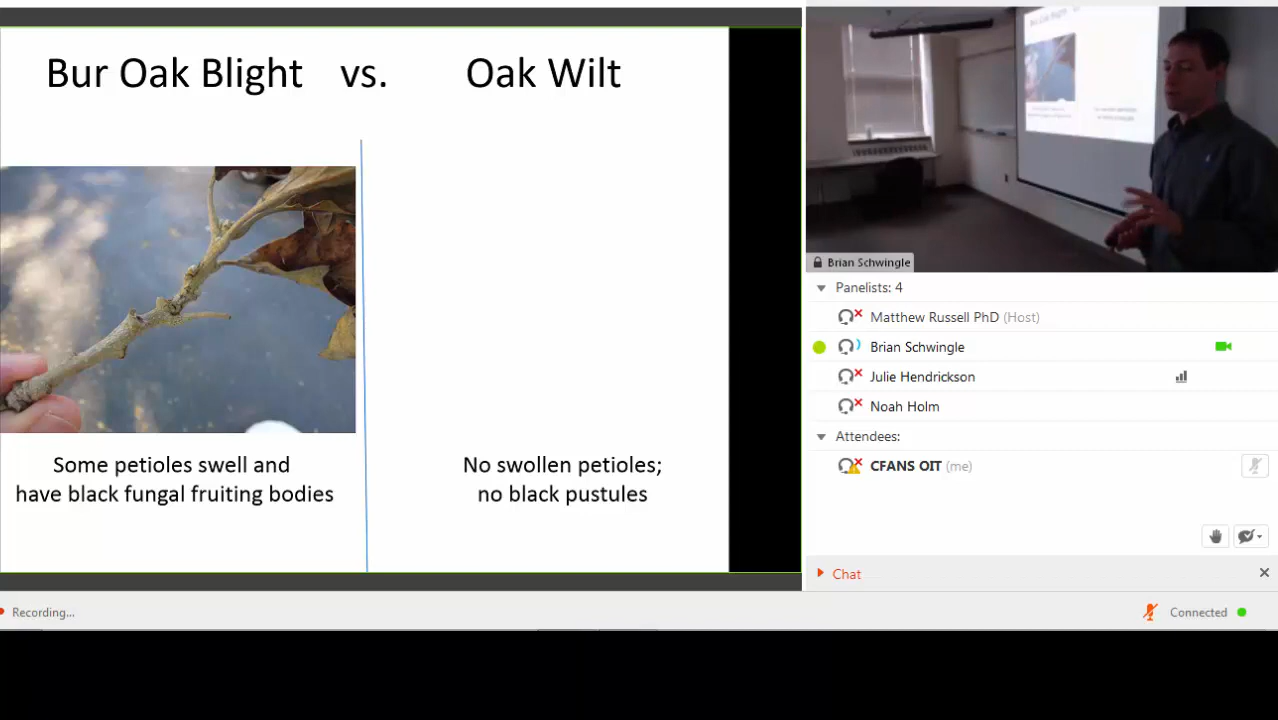 Bur Oak Blight vs. Oak Wilt
Some petioles swell and
have black fungal fruiting bodies
No swollen petioles;
no black pustules
Brian Schwingle
Panelists: 4
Matthew Russell PhD (Host)
Brian Schwingle
Julie Hendrickson
Noah Holm
Attendees:
CFANS OIT (me)
Chat
Recording...
Connected